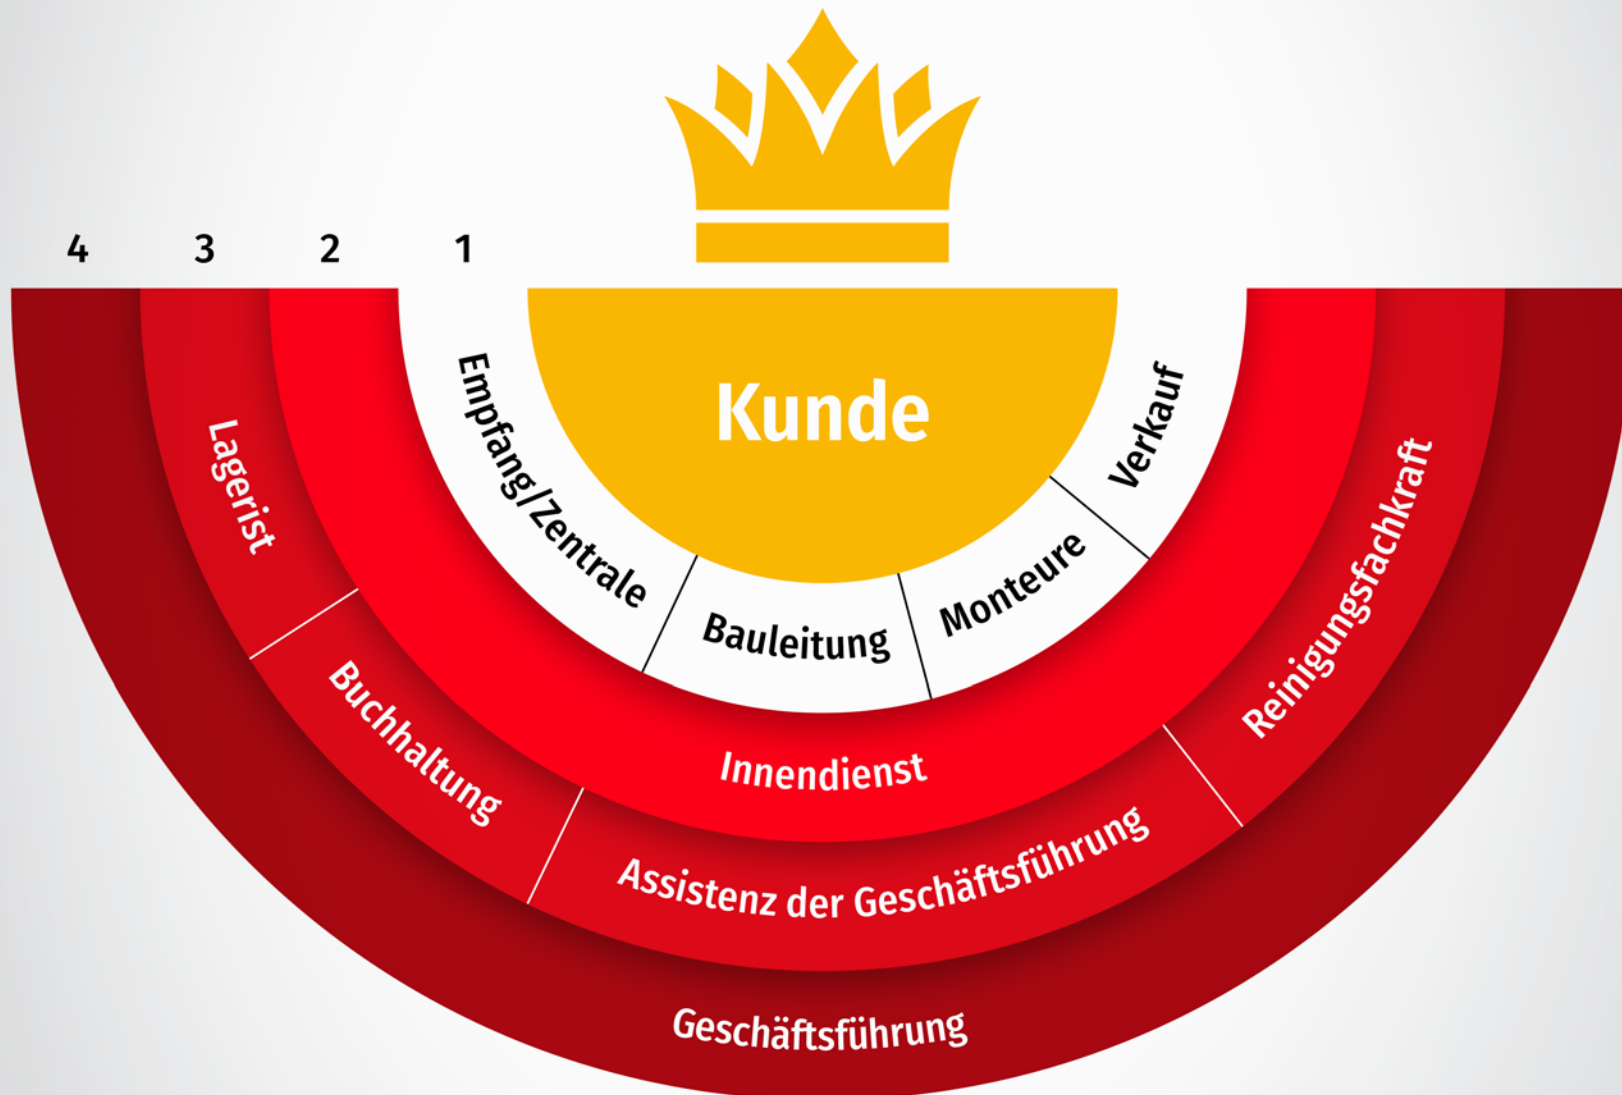 4
3
2
1
Kunde
Empfang/Zentrale
Bauleitung
Monteure
Verkauf
Innendienst
Lagerist
Buchhaltung
Assistenz der Geschäftsführung
Reinigungsfachkraft
Geschäftsführung